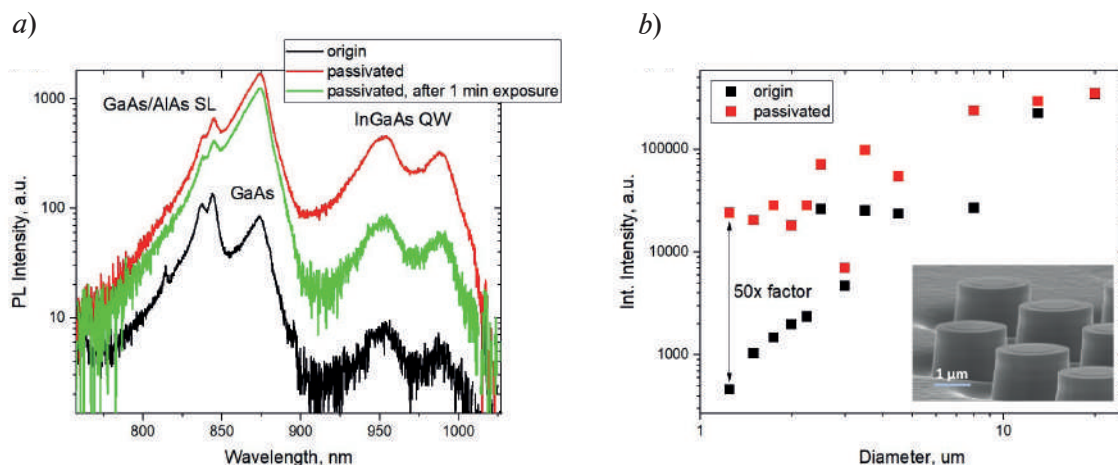 a)
b)
origin
passivated
passivated, after 1 min exposure
GaAs/AlAs SL
InGaAs QW
GaAs
1000
100
10
PL Intensity, a.u.
800
850
900
950
1000
Wavelength, nm
origin
passivated
100000
10000
1000
Int. Intensity, a.u.
50x factor
1 µm
1
10
Diameter, um